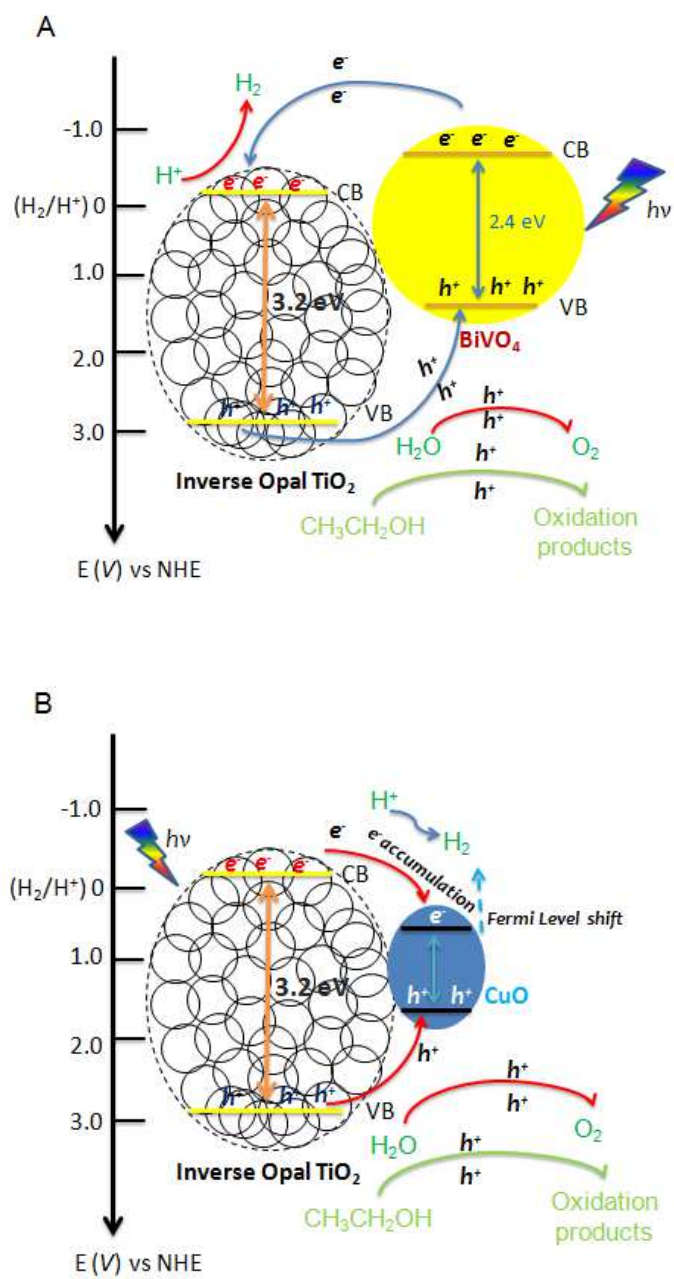 A
e⁻
e⁻
H₂
-1.0
H⁺
e⁻ e⁻ e⁻
CB
e⁻ e⁻ e⁻
CB
(H₂/H⁺) 0
2.4 eV
hν
1.0
3.2 eV
h⁺ h⁺ h⁺
VB
BiVO₄
2.0
h⁺
h⁺
h⁺ h⁺ h⁺
VB
3.0
h⁺
h⁺
H₂O
O₂
h⁺
h⁺
Inverse Opal TiO₂
CH₃CH₂OH
Oxidation
products
E (V) vs NHE
B
-1.0
H⁺
H₂
hν
e⁻
e⁻accumulation
e⁻ e⁻ e⁻
CB
(H₂/H⁺) 0
e⁻
Fermi Level shift
1.0
3.2 eV
h⁺ h⁺
CuO
2.0
h⁺
h⁺ h⁺ h⁺
VB
3.0
h⁺
h⁺
H₂O
O₂
h⁺
h⁺
Inverse Opal TiO₂
CH₃CH₂OH
Oxidation
products
E (V) vs NHE